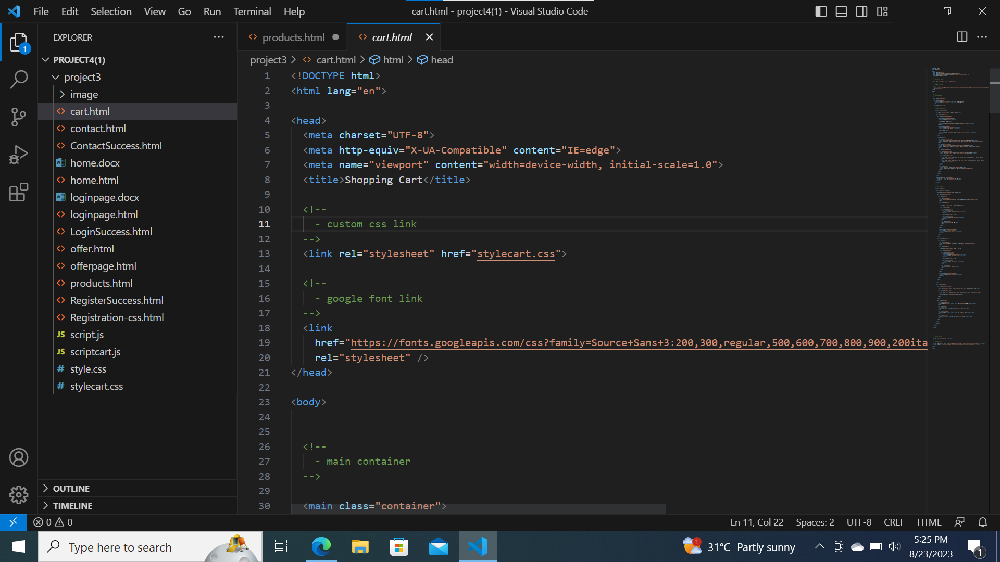 File Edit Selection View Go Run Terminal Help
cart.html - project4(1) - Visual Studio Code
1
EXPLORER
PROJECT4(1)
project3
image
cart.html
contact.html
ContactSuccess.html
home.docx
home.html
loginpage.docx
loginpage.html
LoginSuccess.html
offer.html
offerpage.html
products.html
RegisterSuccess.html
Registration-css.html
JS script.js
JS scriptcart.js
# style.css
# stylecart.css
OUTLINE
TIMELINE
products.html
cart.html
project3 > cart.html > html > head
1 <!DOCTYPE html>
2 <html lang="en">
3
4 <head>
5 <meta charset="UTF-8">
6 <meta http-equiv="X-UA-Compatible" content="IE=edge">
7 <meta name="viewport" content="width=device-width, initial-scale=1.0">
8 <title>Shopping Cart</title>
9
10 <!--
11 - custom css link
12 -->
13 <link rel="stylesheet" href="stylecart.css">
14
15 <!--
16 - google font link
17 -->
18 <link
19 href="https://fonts.googleapis.com/css?family=Source+Sans+3:200,300,regular,500,600,700,800,900,200ita
20 rel="stylesheet" />
21 </head>
22
23 <body>
24
25
26 <!--
27 - main container
28 -->
29
30 <main class="container">
0 0
Ln 11, Col 22 Spaces: 2 UTF-8 CRLF HTML
Type here to search
1
31°C Partly sunny
5:25 PM
8/23/2023
1